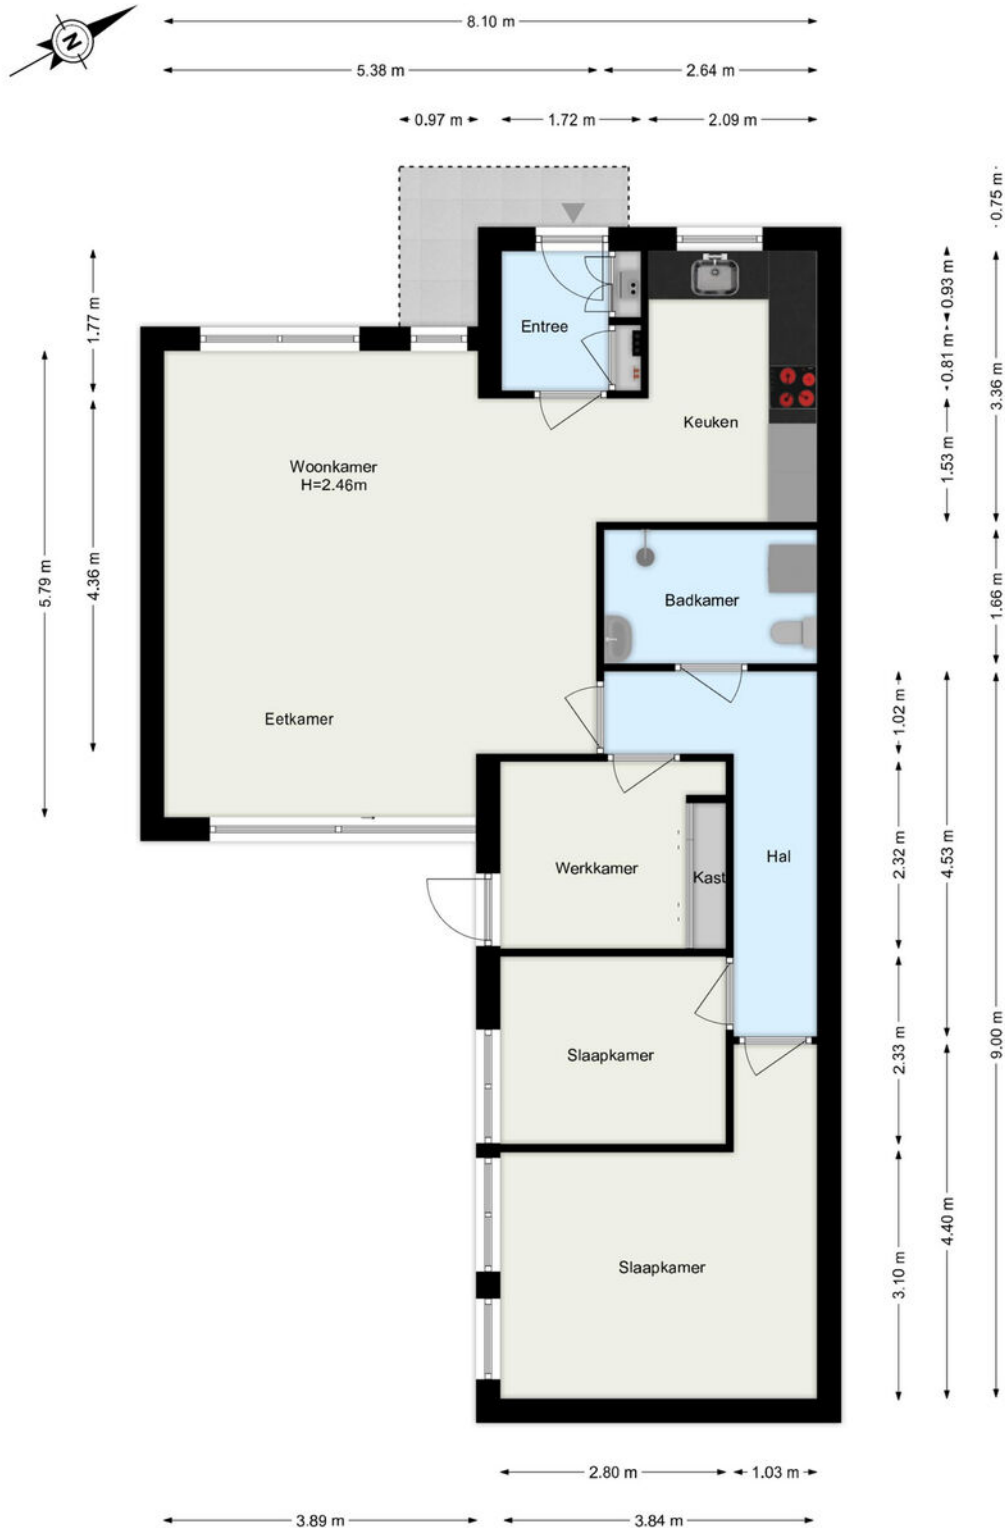 N
8.10 m
5.38 m
2.64 m
0.97 m
1.72 m
2.09 m
0.75 m
1.77 m
0.93 m
Entree
0.81 m
3.36 m
Keuken
Woonkamer
H=2.46m
1.53 m
5.79 m
4.36 m
Badkamer
1.66 m
Eetkamer
1.02 m
Werkkamer
Kast
Hal
2.32 m
4.53 m
Slaapkamer
2.33 m
9.00 m
Slaapkamer
3.10 m
4.40 m
2.80 m
1.03 m
3.89 m
3.84 m